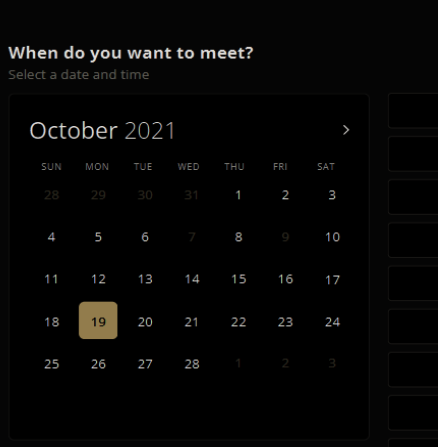 When do you want to meet?
Select a date and time
October 2021 >
SUN MON TUE WED THU FRI SAT
28 29 30 31 1 2 3
4 5 6 7 8 9 10
11 12 13 14 15 16 17
18 19 20 21 22 23 24
25 26 27 28 1 2 3